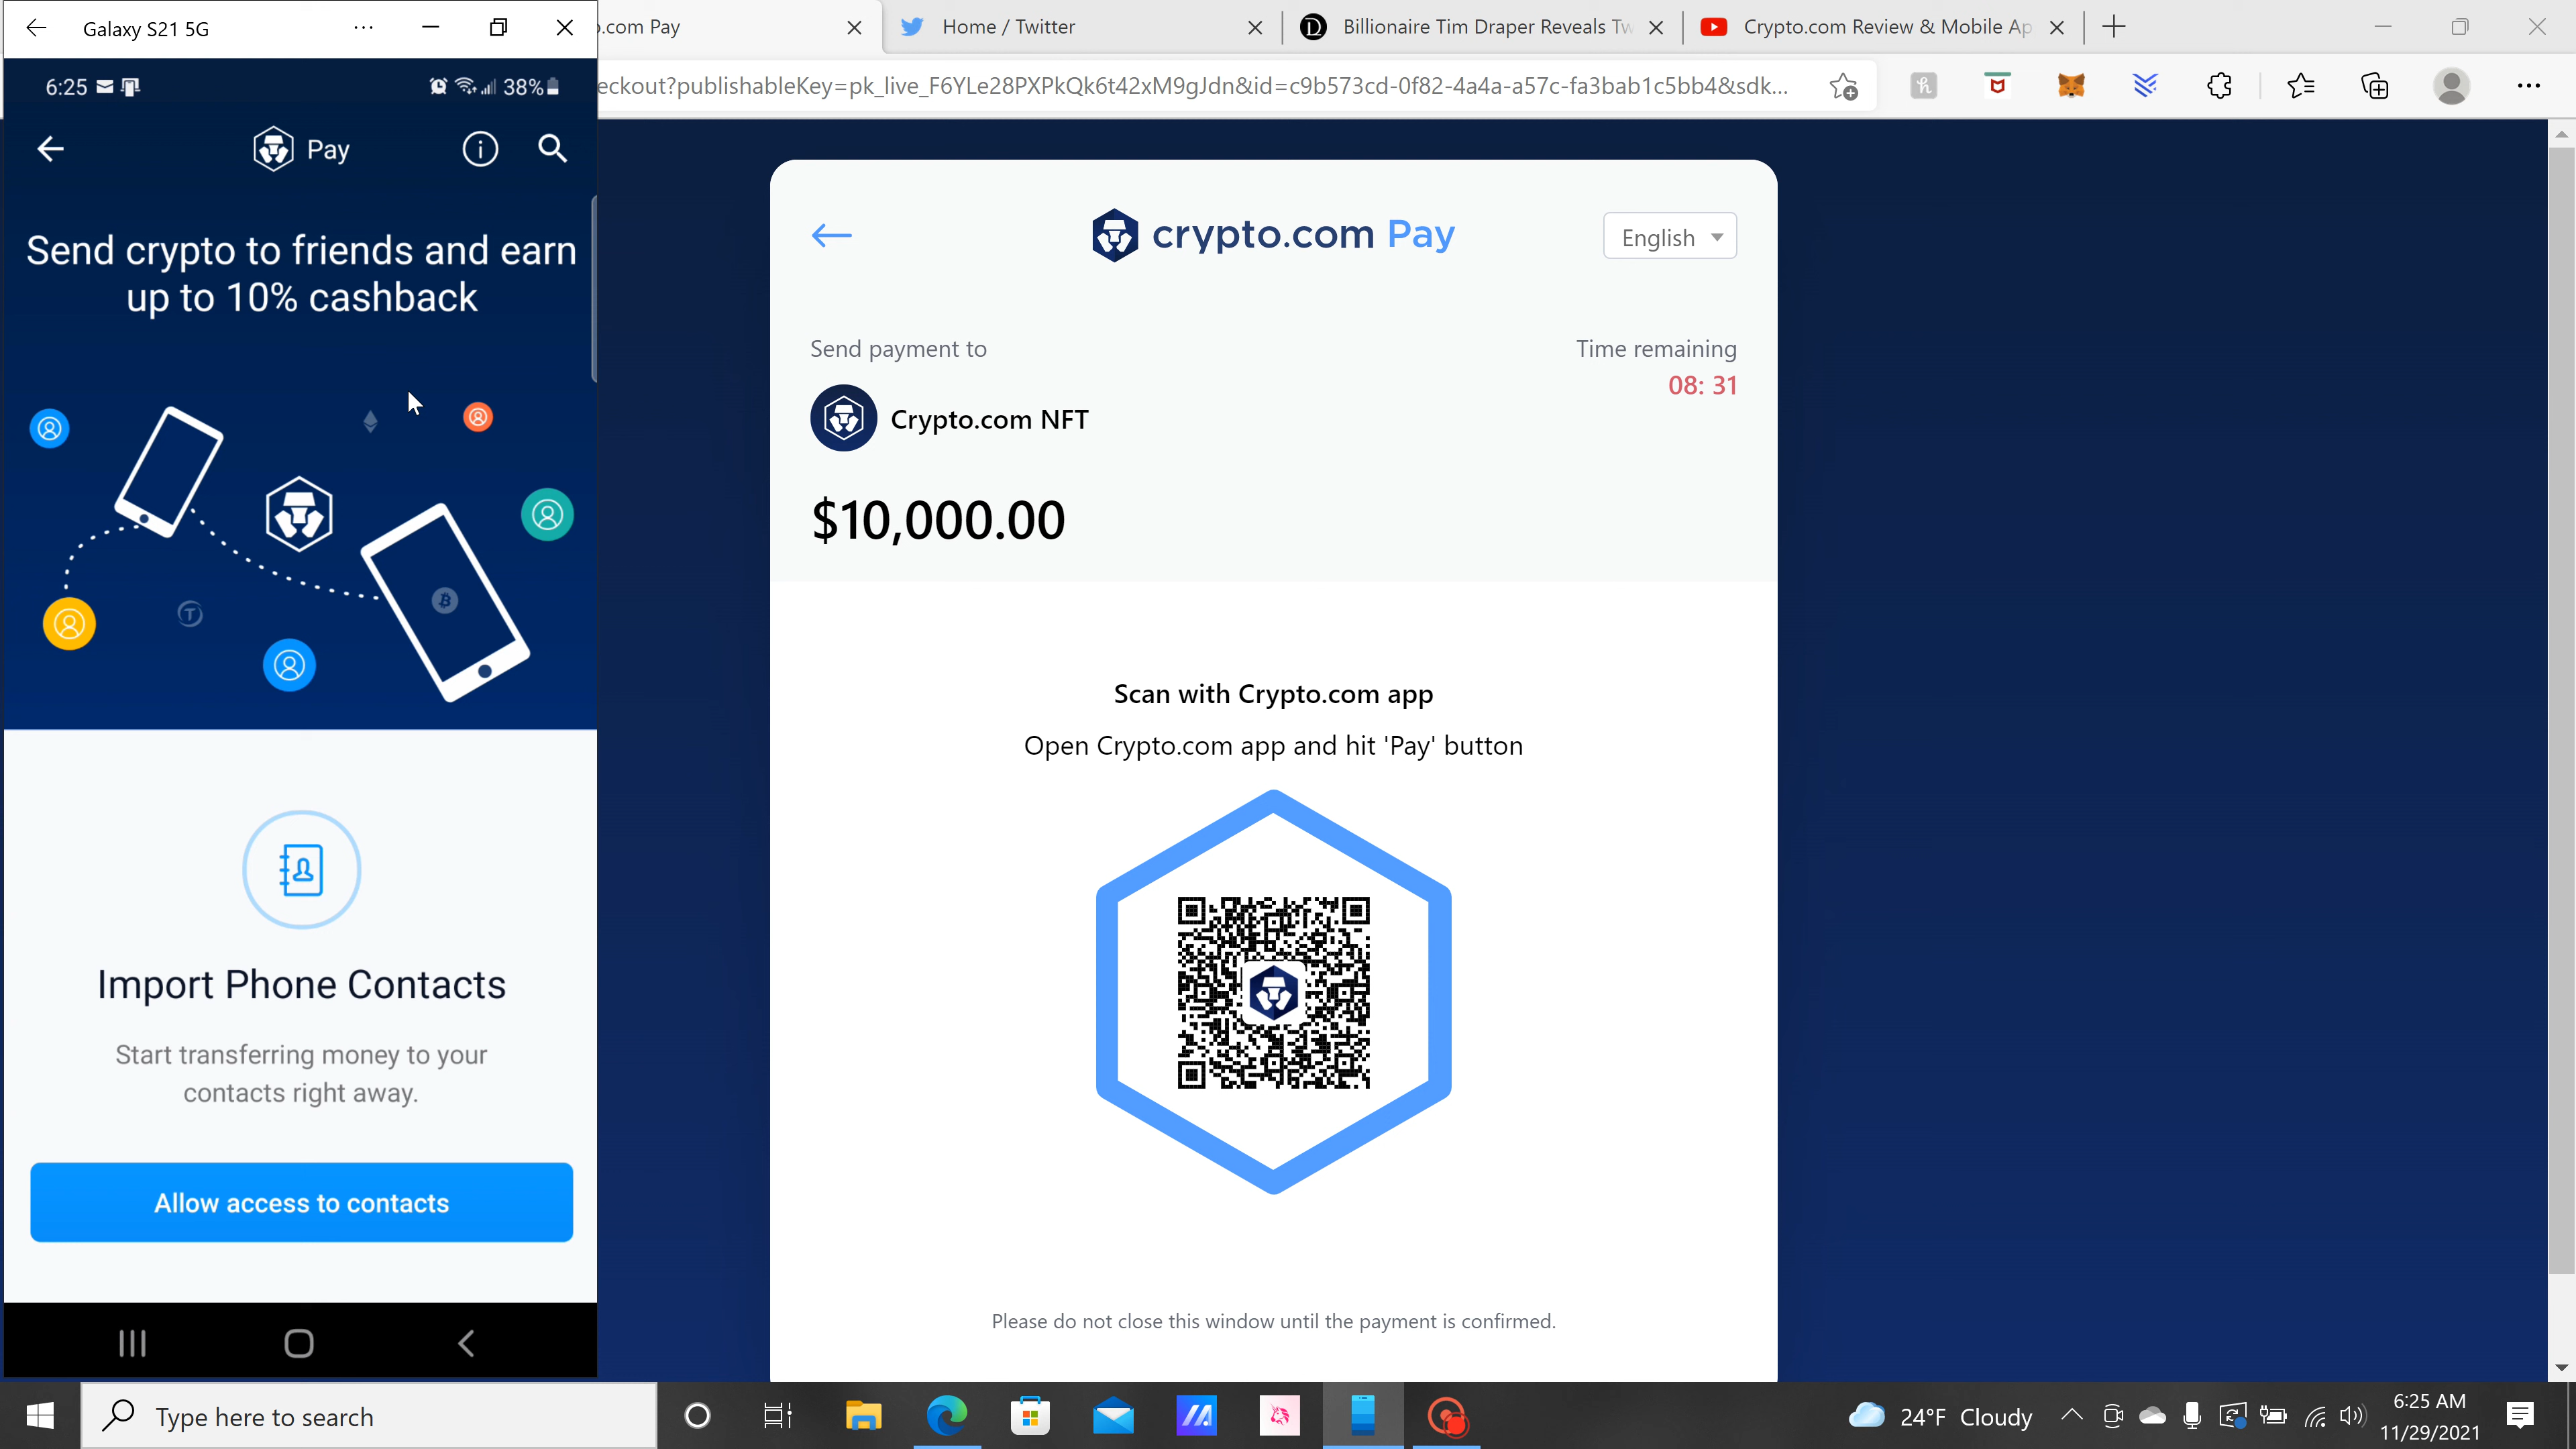 Galaxy S21 5G
6:25
38%
Pay
Send crypto to friends and earn
up to 10% cashback
Import Phone Contacts
Start transferring money to your
contacts right away.
Allow access to contacts
.com Pay
Home / Twitter
Billionaire Tim Draper Reveals Tw
Crypto.com Review & Mobile Ap
eckout?publishableKey=pk_live_F6YLe28PXPkQk6t42xM9gJdn&id=c9b573cd-0f82-4a4a-a57c-fa3bab1c5bb4&sdk...
crypto.com Pay
English
Send payment to
Time remaining
08: 31
Crypto.com NFT
$10,000.00
Scan with Crypto.com app
Open Crypto.com app and hit 'Pay' button
Please do not close this window until the payment is confirmed.
Type here to search
24°F Cloudy
6:25 AM
11/29/2021